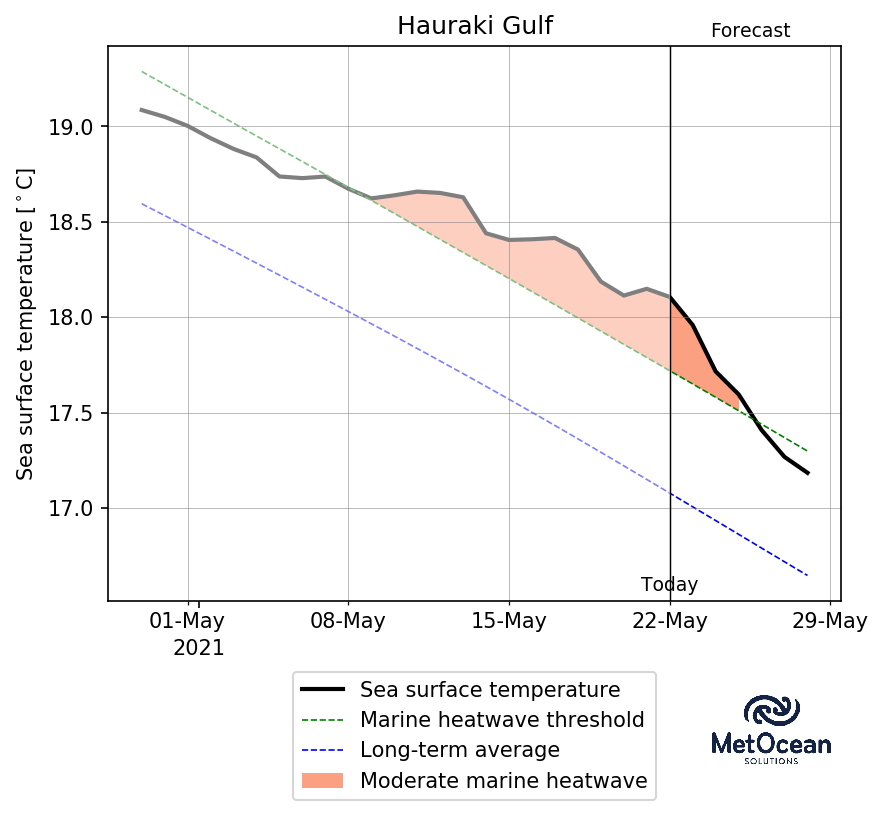 Hauraki Gulf
Forecast
Sea surface temperature [°C]
19.0
18.5
18.0
17.5
17.0
Today
01-May
08-May
15-May
22-May
29-May
2021
Sea surface temperature
Marine heatwave threshold
Long-term average
Moderate marine heatwave
MetOcean
SOLUTIONS